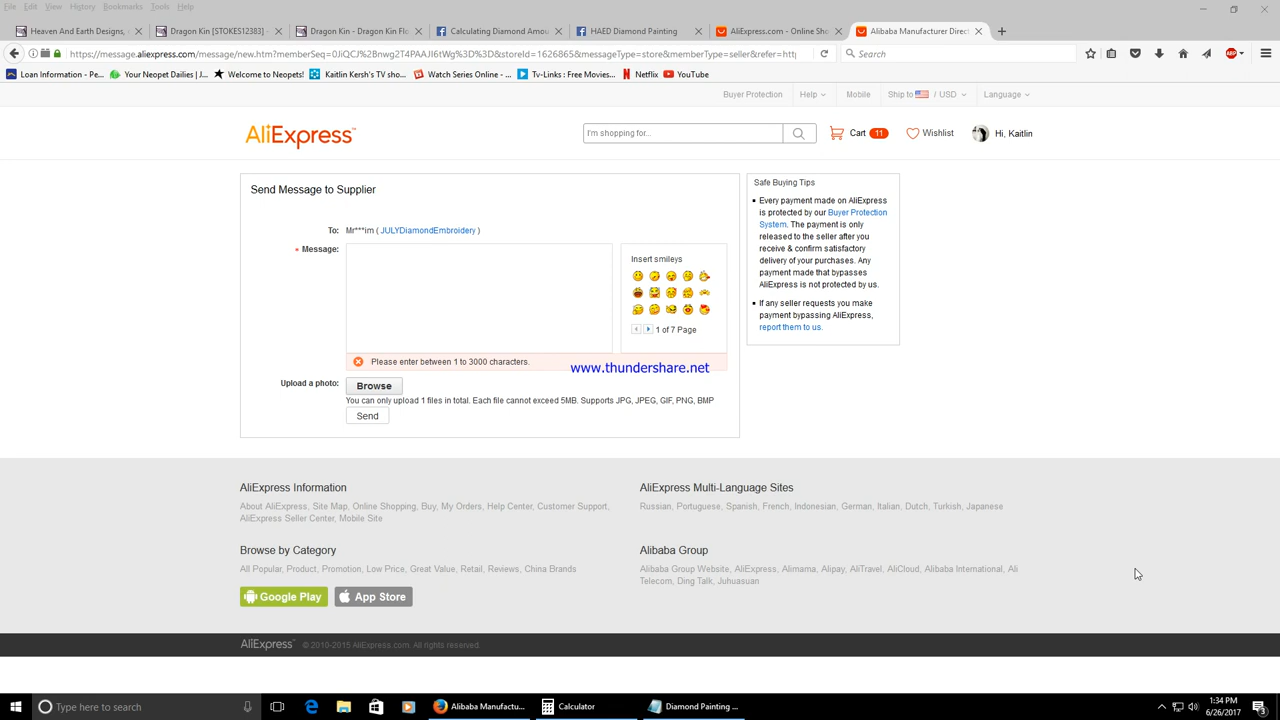 File Edit View History Bookmarks Tools Help
Heaven And Earth Designs, Dragon Kin [STOKES12383] Dragon Kin - Dragon Kin Flo Calculating Diamond Amou HAED Diamond Painting AliExpress.com - Online Sh Alibaba Manufacturer Direct
https://message.aliexpress.com/message/new.htm?memberSeq=0JiQCJ%2Bnwg2T4PAAJI6tWg%3D%3D&storeId=1626865&messageType=store&memberType=seller&refer=http Search
Loan Information - Pe... Your Neopet Dailies | J... Welcome to Neopets! Kaitlin Kersh's TV sho... Watch Series Online - ... Tv-Links : Free Movies... Netflix YouTube
Buyer Protection Help Mobile Ship to / USD Language
AliExpress™ I'm shopping for... Cart 11 Wishlist Hi, Kaitlin
Send Message to Supplier
To: Mr***im ( JULYDiamondEmbroidery )
* Message:
Insert smileys
1 of 7 Page
Please enter between 1 to 3000 characters.
www.thundershare.net
Upload a photo: Browse
You can only upload 1 files in total. Each file cannot exceed 5MB. Supports JPG, JPEG, GIF, PNG, BMP
Send
Safe Buying Tips
Every payment made on AliExpress
is protected by our Buyer Protection
System. The payment is only
released to the seller after you
receive & confirm satisfactory
delivery of your purchases. Any
payment made that bypasses
AliExpress is not protected by us.
If any seller requests you make
payment bypassing AliExpress,
report them to us.
AliExpress Information
About AliExpress, Site Map, Online Shopping, Buy, My Orders, Help Center, Customer Support,
AliExpress Seller Center, Mobile Site
AliExpress Multi-Language Sites
Russian, Portuguese, Spanish, French, Indonesian, German, Italian, Dutch, Turkish, Japanese
Browse by Category
All Popular, Product, Promotion, Low Price, Great Value, Retail, Reviews, China Brands
Alibaba Group
Alibaba Group Website, AliExpress, Alimama, Alipay, AliTravel, AliCloud, Alibaba International, Ali
Telecom, Ding Talk, Juhuasuan
Google Play App Store
AliExpress™ © 2010-2015 AliExpress.com. All rights reserved.
Type here to search Alibaba Manufactu... Calculator Diamond Painting ... 1:34 PM
6/26/2017 3